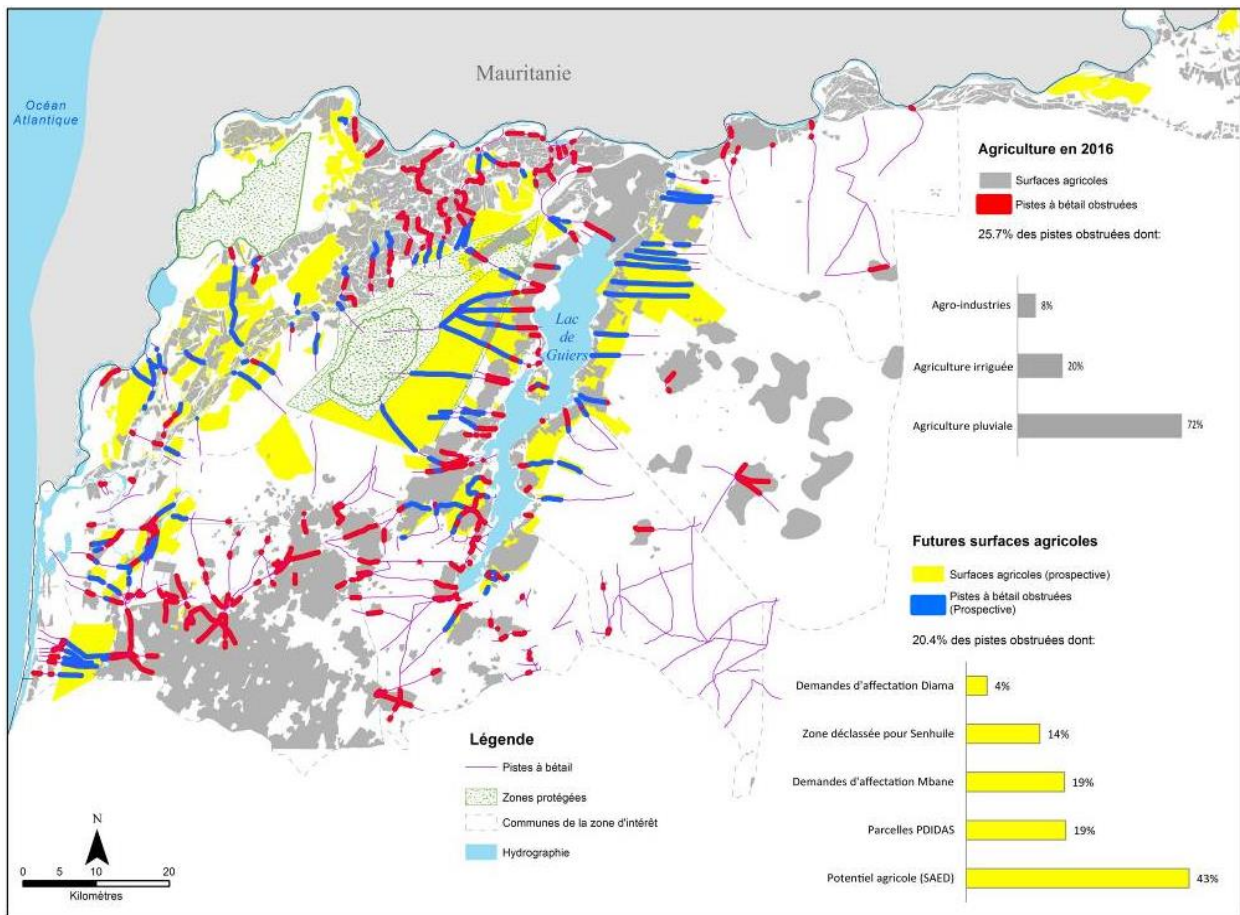 Mauritanie
Océan
Atlantique
Lac
de
Guiers
Agriculture en 2016
Surfaces agricoles
Pistes à bétail obstruées
25.7% des pistes obstruées dont:
Agro-industries 8%
Agriculture irriguée 20%
Agriculture pluviale 72%
Futures surfaces agricoles
Surfaces agricoles (prospective)
Pistes à bétail obstruées
(Prospective)
20.4% des pistes obstruées dont:
Demandes d'affectation Diama 4%
Zone déclassée pour Senhuile 14%
Demandes d'affectation Mbane 19%
Parcelles PDIDAS 19%
Potentiel agricole (SAED) 43%
Légende
Pistes à bétail
Zones protégées
Communes de la zone d'intérêt
Hydrographie
N
0 5 10 20
Kilomètres